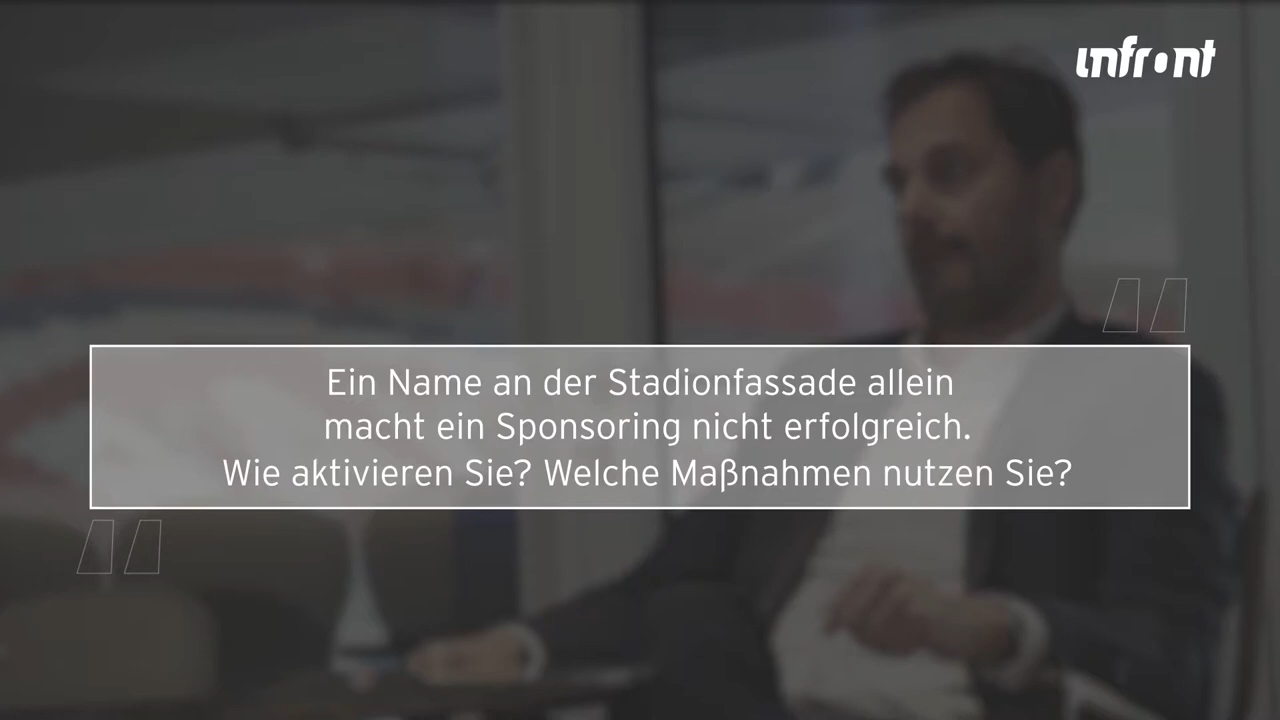 infront
Ein Name an der Stadionfassade allein
macht ein Sponsoring nicht erfolgreich.
Wie aktivieren Sie? Welche Maßnahmen nutzen Sie?